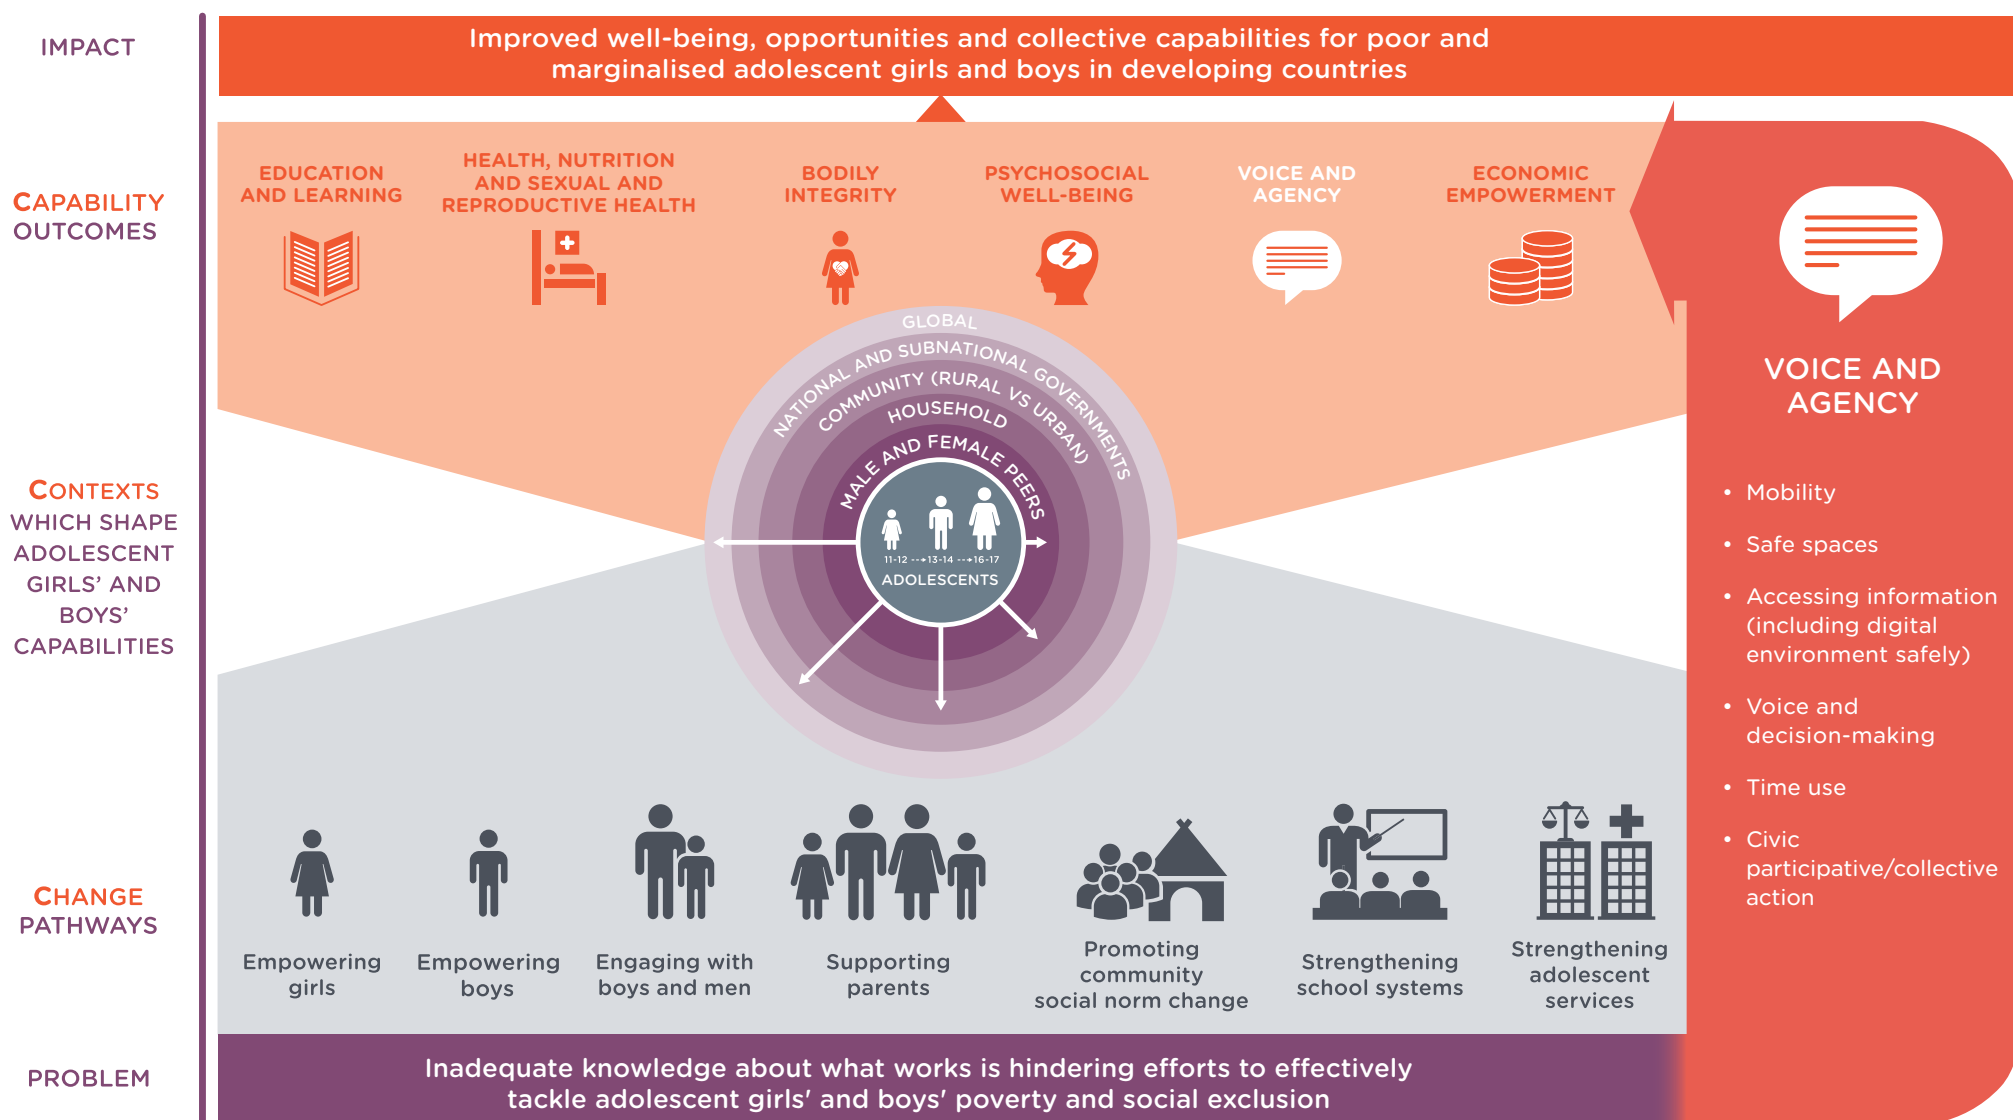 IMPACT
Improved well-being, opportunities and collective capabilities for poor and
marginalised adolescent girls and boys in developing countries
CAPABILITY
OUTCOMES
EDUCATION
AND LEARNING
HEALTH, NUTRITION
AND SEXUAL AND
REPRODUCTIVE HEALTH
BODILY
INTEGRITY
PSYCHOSOCIAL
WELL-BEING
VOICE AND
AGENCY
ECONOMIC
EMPOWERMENT
CONTEXTS
WHICH SHAPE
ADOLESCENT
GIRLS’ AND
BOYS’
CAPABILITIES
GLOBAL
NATIONAL AND SUBNATIONAL GOVERNMENTS
COMMUNITY (RURAL VS URBAN)
HOUSEHOLD
MALE AND FEMALE PEERS
11-12 --➔13-14 --➔16-17
ADOLESCENTS
CHANGE
PATHWAYS
Empowering
girls
Empowering
boys
Engaging with
boys and men
Supporting
parents
Promoting
community
social norm change
Strengthening
school systems
Strengthening
adolescent
services
PROBLEM
Inadequate knowledge about what works is hindering efforts to effectively
tackle adolescent girls' and boys' poverty and social exclusion
VOICE AND
AGENCY
• Mobility
• Safe spaces
• Accessing information
(including digital
environment safely)
• Voice and
decision-making
• Time use
• Civic
participative/collective
action